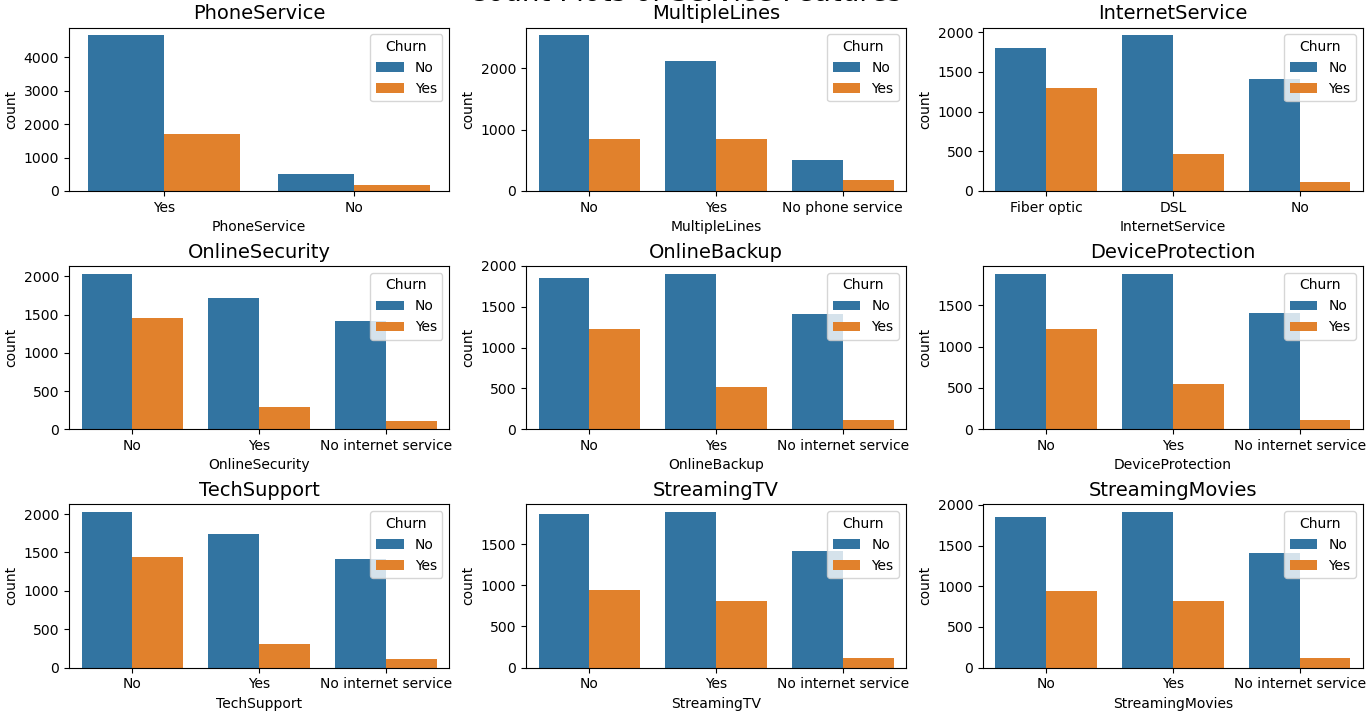 Count Plots of Service Features
PhoneService
count
4000
3000
2000
1000
0
Churn
No
Yes
Yes No
PhoneService
MultipleLines
count
2000
1000
0
Churn
No
Yes
No Yes No phone service
MultipleLines
InternetService
count
2000
1500
1000
500
0
Churn
No
Yes
Fiber optic DSL No
InternetService
OnlineSecurity
count
2000
1500
1000
500
0
Churn
No
Yes
No Yes No internet service
OnlineSecurity
OnlineBackup
count
2000
1500
1000
500
0
Churn
No
Yes
No Yes No internet service
OnlineBackup
DeviceProtection
count
1500
1000
500
0
Churn
No
Yes
No Yes No internet service
DeviceProtection
TechSupport
count
2000
1500
1000
500
0
Churn
No
Yes
No Yes No internet service
TechSupport
StreamingTV
count
1500
1000
500
0
Churn
No
Yes
No Yes No internet service
StreamingTV
StreamingMovies
count
2000
1500
1000
500
0
Churn
No
Yes
No Yes No internet service
StreamingMovies